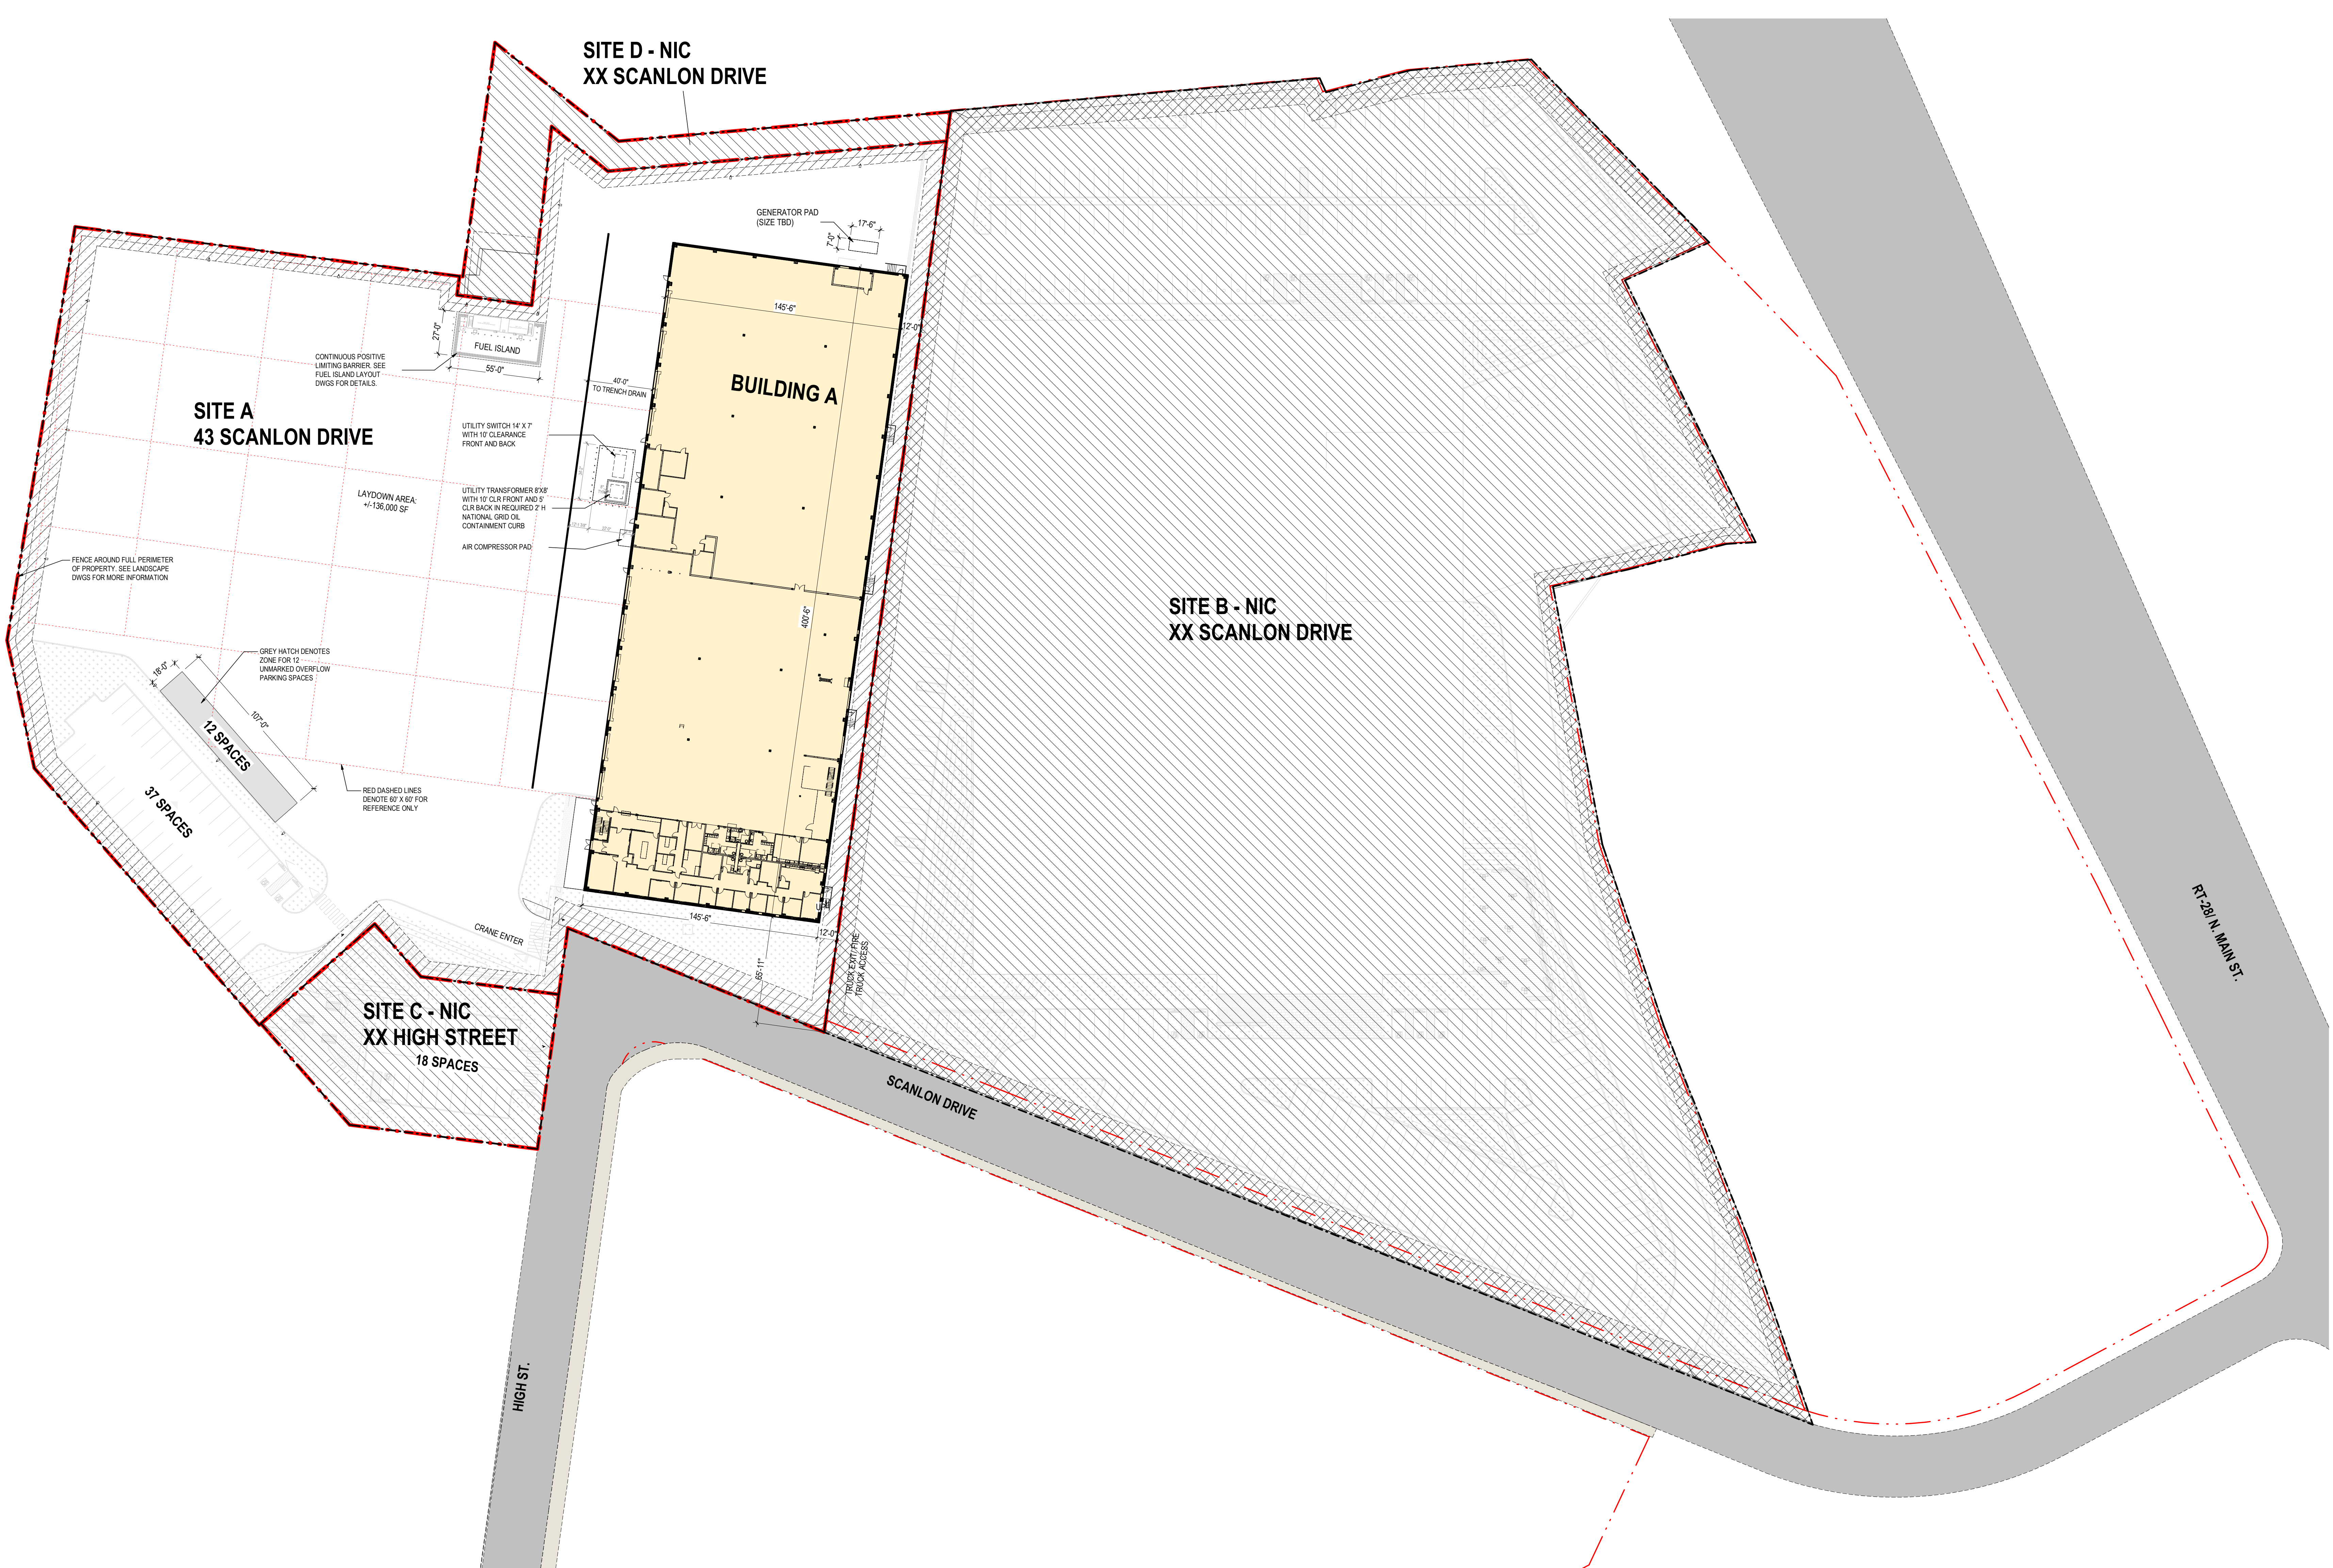 SITE D - NIC
XX SCANLON DRIVE
GENERATOR PAD
(SIZE TBD)
17'-6"
7'-0"
145'-6"
12'-0"
27'-0"
FUEL ISLAND
55'-0"
CONTINUOUS POSITIVE
LIMITING BARRIER. SEE
FUEL ISLAND LAYOUT
DWGS FOR DETAILS.
40'-0"
TO TRENCH DRAIN
BUILDING A
SITE A
43 SCANLON DRIVE
UTILITY SWITCH 14' X 7'
WITH 10' CLEARANCE
FRONT AND BACK
LAYDOWN AREA:
+/-136,000 SF
UTILITY TRANSFORMER 8'X8'
WITH 10' CLR FRONT AND 5'
CLR BACK IN REQUIRED 2' H
NATIONAL GRID OIL
CONTAINMENT CURB
AIR COMPRESSOR PAD
FENCE AROUND FULL PERIMETER
OF PROPERTY. SEE LANDSCAPE
DWGS FOR MORE INFORMATION
SITE B - NIC
XX SCANLON DRIVE
400'-6"
GREY HATCH DENOTES
ZONE FOR 12
UNMARKED OVERFLOW
PARKING SPACES
18'-0"
107'-0"
12 SPACES
37 SPACES
RED DASHED LINES
DENOTE 60' X 60' FOR
REFERENCE ONLY
145'-6"
12'-0"
CRANE ENTER
65'-11"
TRUCK EXIT/ FIRE
TRUCK ACCESS
SITE C - NIC
XX HIGH STREET
18 SPACES
SCANLON DRIVE
RT-28/ N. MAIN ST.
HIGH ST.